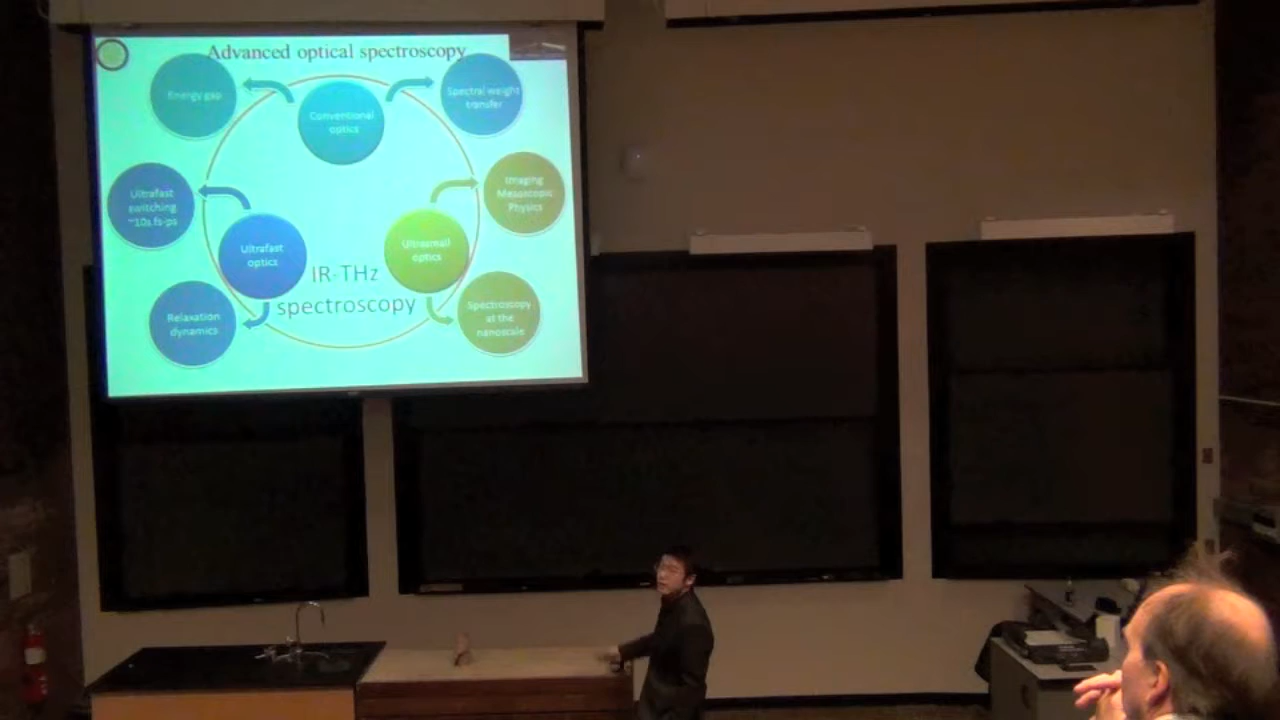 Advanced optical spectroscopy
Energy gap
Conventional
optics
Spectral weight
transfer
Ultrafast
switching
~10s fs-ps
Imaging
Mesoscopic
Physics
Ultrafast
optics
Ultrasmall
optics
IR-THz
spectroscopy
Relaxation
dynamics
Spectroscopy
at the
nanoscale